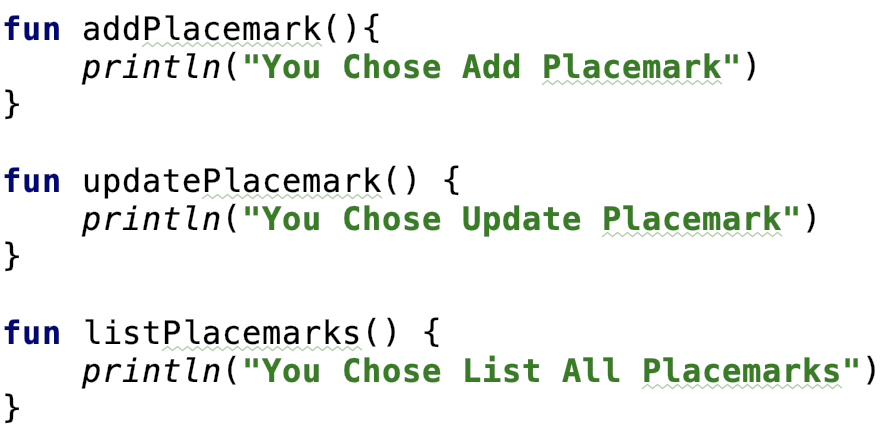 fun addPlacemark(){
    println("You Chose Add Placemark")
}

fun updatePlacemark() {
    println("You Chose Update Placemark")
}

fun listPlacemarks() {
    println("You Chose List All Placemarks")
}